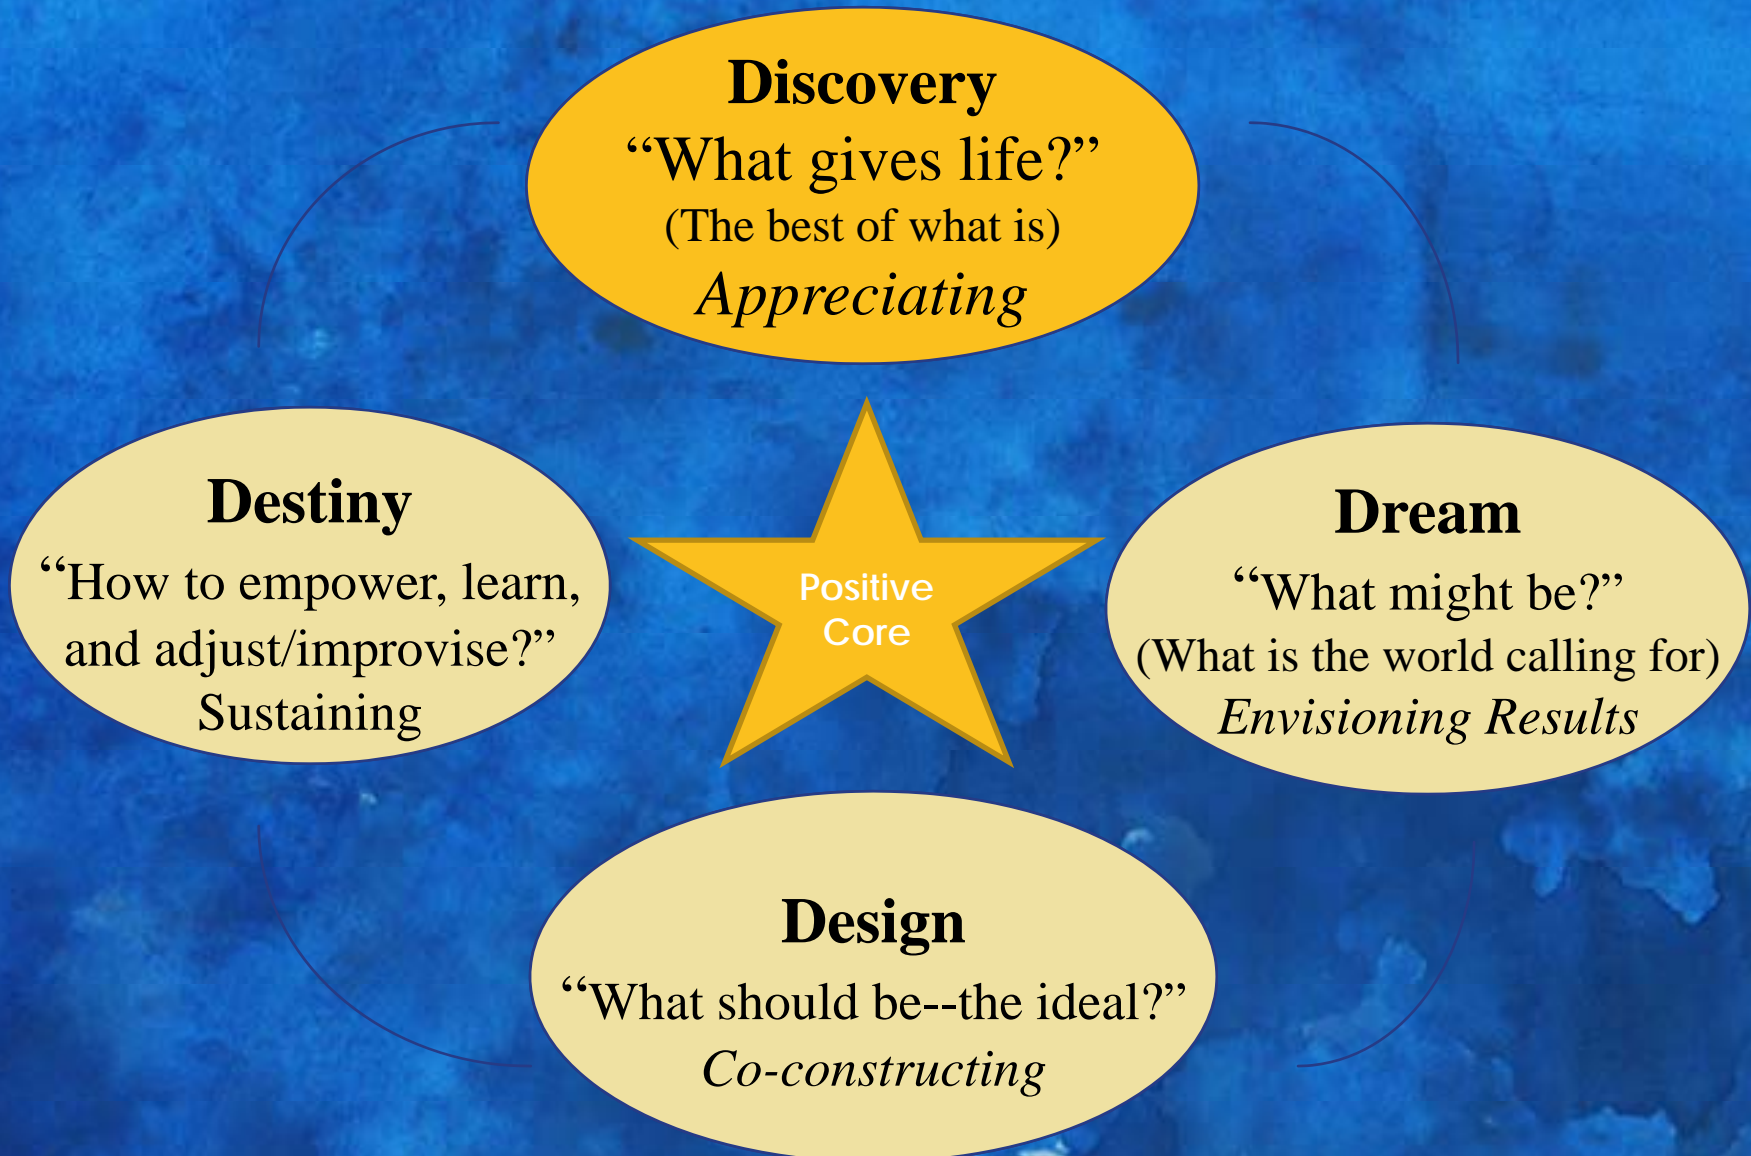 Discovery
“What gives life?”
(The best of what is)
Appreciating
Destiny
“How to empower, learn,
and adjust/improvise?”
Sustaining
Positive
Core
Dream
“What might be?”
(What is the world calling for)
Envisioning Results
Design
“What should be--the ideal?”
Co-constructing